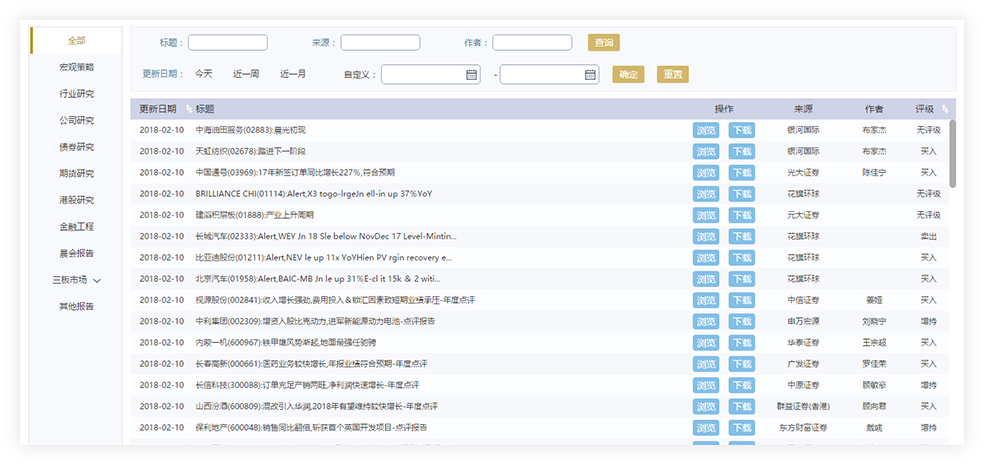 全部
宏观策略
行业研究
公司研究
债券研究
期货研究
港股研究
金融工程
晨会报告
三板市场
其他报告
标题： 来源： 作者： 查询
更新日期： 今天 近一周 近一月 自定义： - 确定 重置
更新日期 标题 操作 来源 作者 评级
2018-02-10 中海油田服务(02883):晨光初现 浏览 下载 银河国际 布家杰 无评级
2018-02-10 天虹纺织(02678):踏进下一阶段 浏览 下载 银河国际 布家杰 买入
2018-02-10 中国通号(03969):17年新签订单同比增长227%,符合预期 浏览 下载 光大证券 陈佳宁 买入
2018-02-10 BRILLIANCE CHI(01114):Alert,X3 togo-lrgeJn ell-in up 37%YoY 浏览 下载 花旗环球 无评级
2018-02-10 建滔积层板(01888):产业上升周期 浏览 下载 元大证券 无评级
2018-02-10 长城汽车(02333):Alert,WEY Jn 18 Sle below NovDec 17 Level-Mintin... 浏览 下载 花旗环球 卖出
2018-02-10 比亚迪股份(01211):Alert,NEV le up 11x YoYHien PV rgin recovery e... 浏览 下载 花旗环球 买入
2018-02-10 北京汽车(01958):Alert,BAIC-MB Jn le up 31%E-cl it 15k & 2 witi... 浏览 下载 花旗环球 买入
2018-02-10 视源股份(002841):收入增长强劲,费用投入&锁汇因素致短期业绩承压-年度点评 浏览 下载 中信证券 姜娅 买入
2018-02-10 中利集团(002309):增资入股比克动力,进军新能源动力电池-点评报告 浏览 下载 申万宏源 刘晓宁 增持
2018-02-10 内蒙一机(600967):铁甲雄风势渐起,地面最强任驰骋 浏览 下载 华泰证券 王宗超 买入
2018-02-10 长春高新(000661):医药业务较快增长,年报业绩符合预期-年度点评 浏览 下载 广发证券 罗佳荣 买入
2018-02-10 长信科技(300088):订单充足产销两旺,净利润快速增长-年度点评 浏览 下载 中原证券 顾敏豪 增持
2018-02-10 山西汾酒(600809):混改引入华润,2018年有望维持较快增长-年度点评 浏览 下载 群益证券(香港) 顾向君 买入
2018-02-10 保利地产(600048):销售同比翻倍,斩获首个英国开发项目-点评报告 浏览 下载 东方财富证券 戴彧 增持